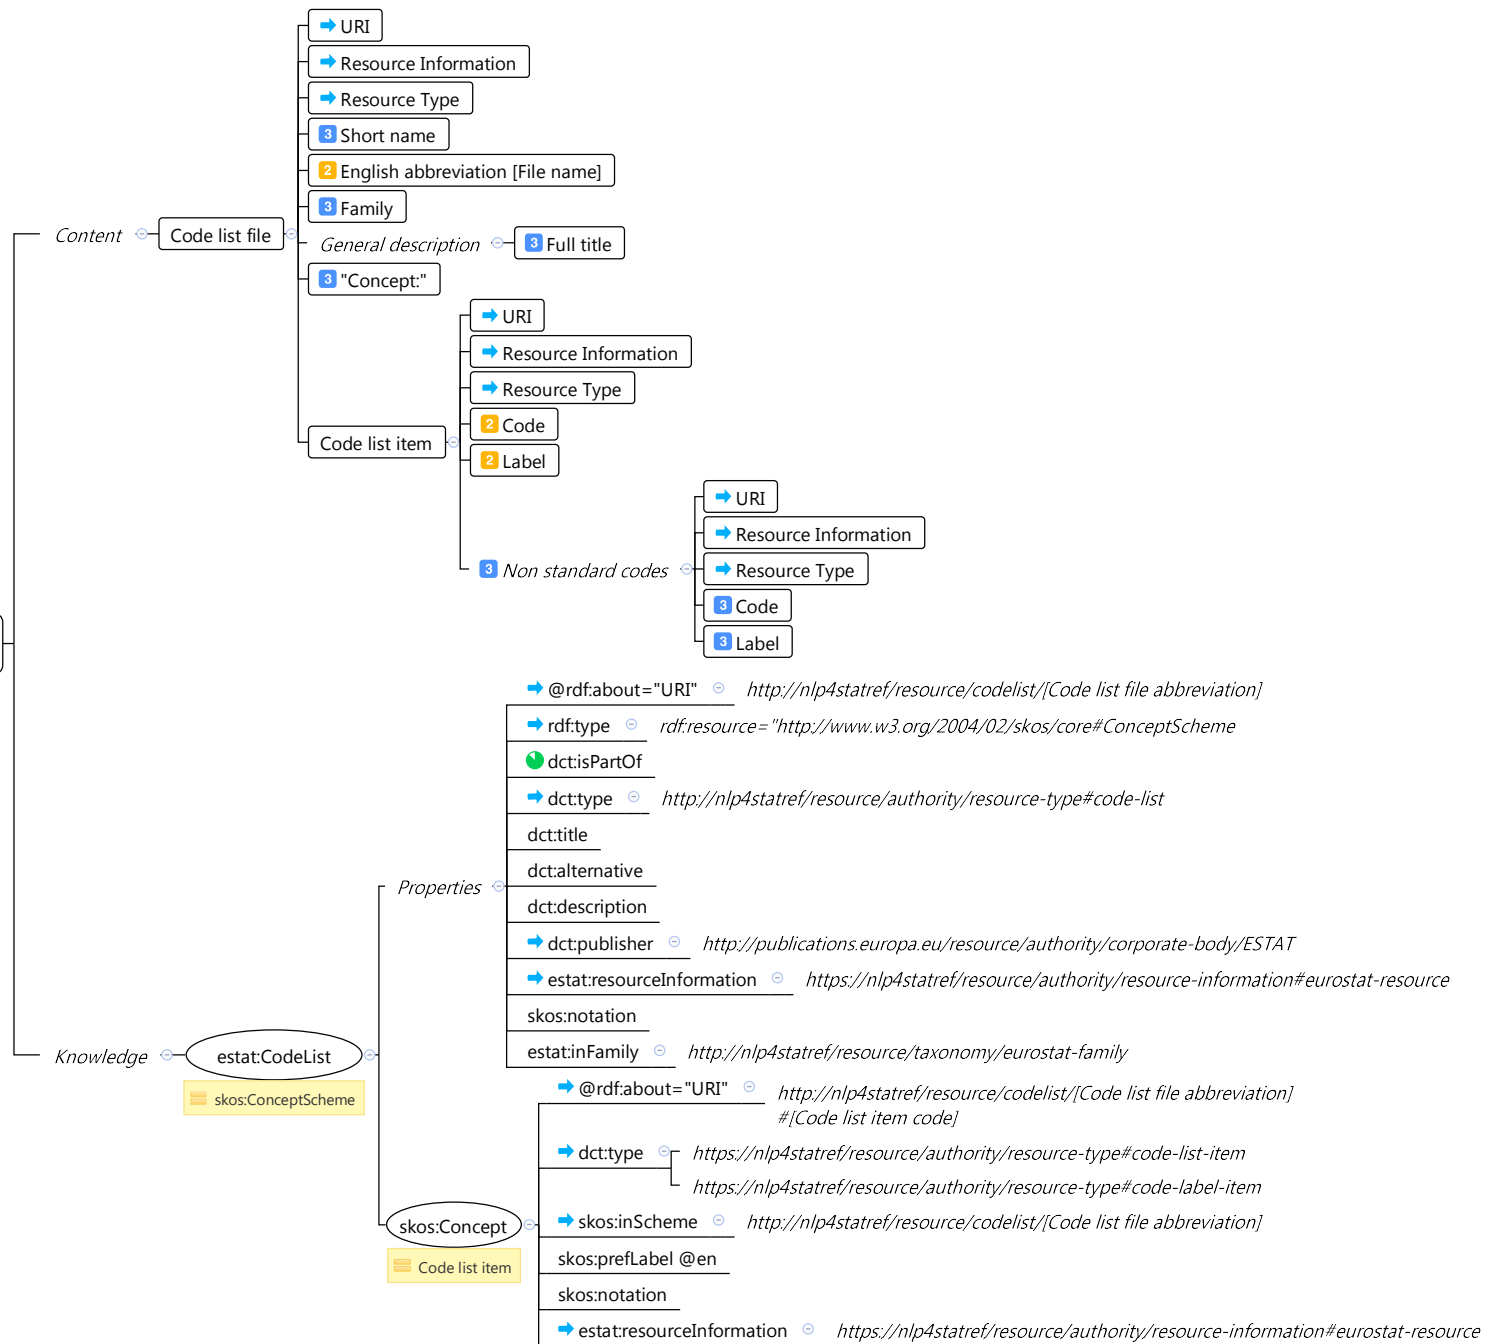 URI
Resource Information
Resource Type
3 Short name
2 English abbreviation [File name]
3 Family
Content
Code list file
General description
3 Full title
3 "Concept:"
URI
Resource Information
Resource Type
2 Code
Code list item
2 Label
URI
Resource Information
3 Non standard codes
Resource Type
3 Code
3 Label
@rdf:about="URI"
http://nlp4statref/resource/codelist/[Code list file abbreviation]
rdf:type
rdf:resource="http://www.w3.org/2004/02/skos/core#ConceptScheme
dct:isPartOf
dct:type
http://nlp4statref/resource/authority/resource-type#code-list
dct:title
dct:alternative
Properties
dct:description
dct:publisher
http://publications.europa.eu/resource/authority/corporate-body/ESTAT
estat:resourceInformation
https://nlp4statref/resource/authority/resource-information#eurostat-resource
skos:notation
Knowledge
estat:CodeList
estat:inFamily
http://nlp4statref/resource/taxonomy/eurostat-family
skos:ConceptScheme
@rdf:about="URI"
http://nlp4statref/resource/codelist/[Code list file abbreviation]
#[Code list item code]
dct:type
https://nlp4statref/resource/authority/resource-type#code-list-item
https://nlp4statref/resource/authority/resource-type#code-label-item
skos:Concept
skos:inScheme
http://nlp4statref/resource/codelist/[Code list file abbreviation]
Code list item
skos:prefLabel @en
skos:notation
estat:resourceInformation
https://nlp4statref/resource/authority/resource-information#eurostat-resource